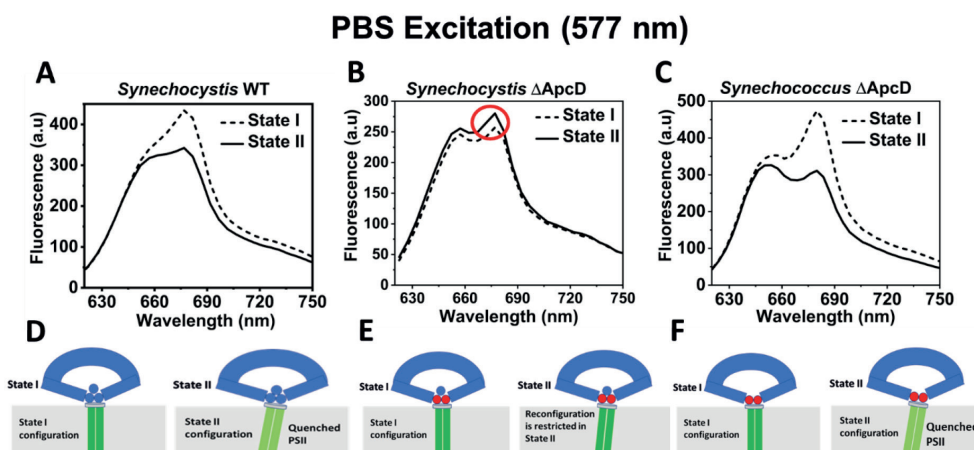 PBS Excitation (577 nm)
A
Synechocystis WT
State I
State II
400
300
200
100
0
630 660 690 720 750
Wavelength (nm)
Fluorescence (a.u)
B
Synechocystis ΔApcD
State I
State II
300
250
200
150
100
50
0
630 660 690 720 750
Wavelength (nm)
Fluorescence (a.u)
C
Synechococcus ΔApcD
State I
State II
500
400
300
200
100
0
630 660 690 720 750
Wavelength (nm)
Fluorescence (a.u)
D
State I
State I
configuration
State II
State II
configuration
Quenched
PSII
E
State I
State I
configuration
State II
Reconfiguration
is restricted in
State II
F
State I
State I
configuration
State II
State II
configuration
Quenched
PSII